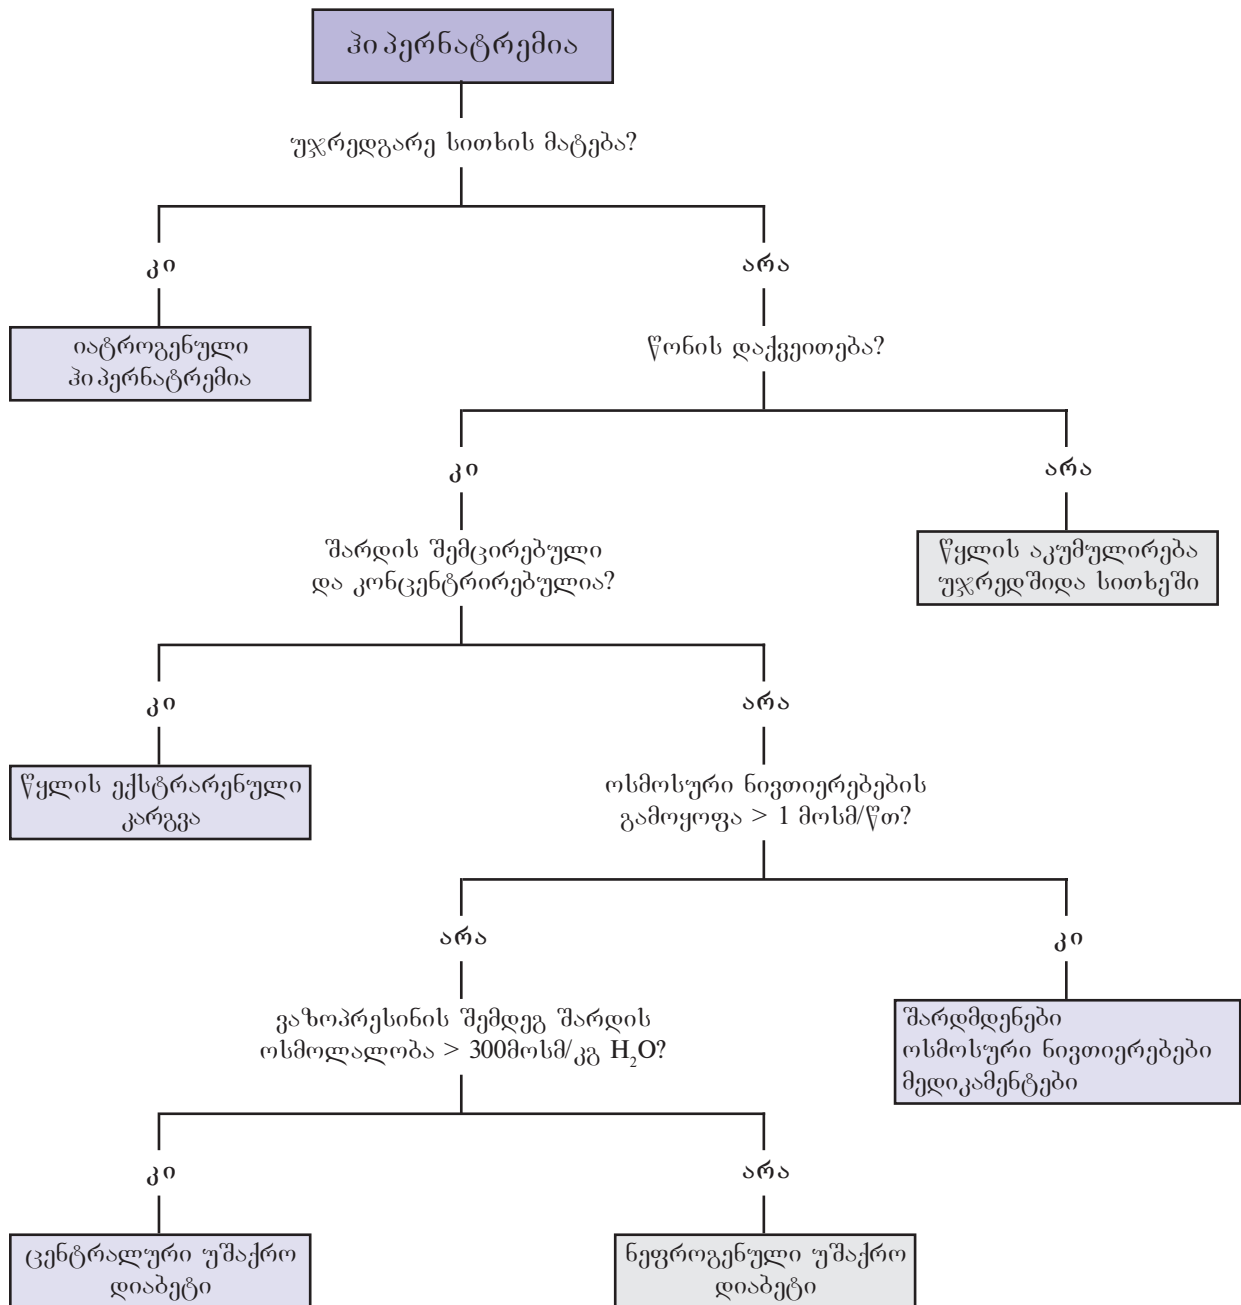 ჰიპერნატრემია
უჯრედგარე სითხის მატება?
კი
არა
იატროგენული
ჰიპერნატრემია
წონის დაქვეითება?
კი
არა
შარდის შემცირებული
და კონცენტრირებულია?
წყლის აკუმულირება
უჯრედშიდა სითხეში
კი
არა
წყლის ექსტრარენული
კარგვა
ოსმოსური ნივთიერებების
გამოყოფა > 1 მოსმ/წთ?
არა
კი
ვაზოპრესინის შემდეგ შარდის
ოსმოლალობა > 300მოსმ/კგ H₂O?
შარდმდენები
ოსმოსური ნივთიერებები
მედიკამენტები
კი
არა
ცენტრალური უშაქრო
დიაბეტი
ნეფროგენული უშაქრო
დიაბეტი